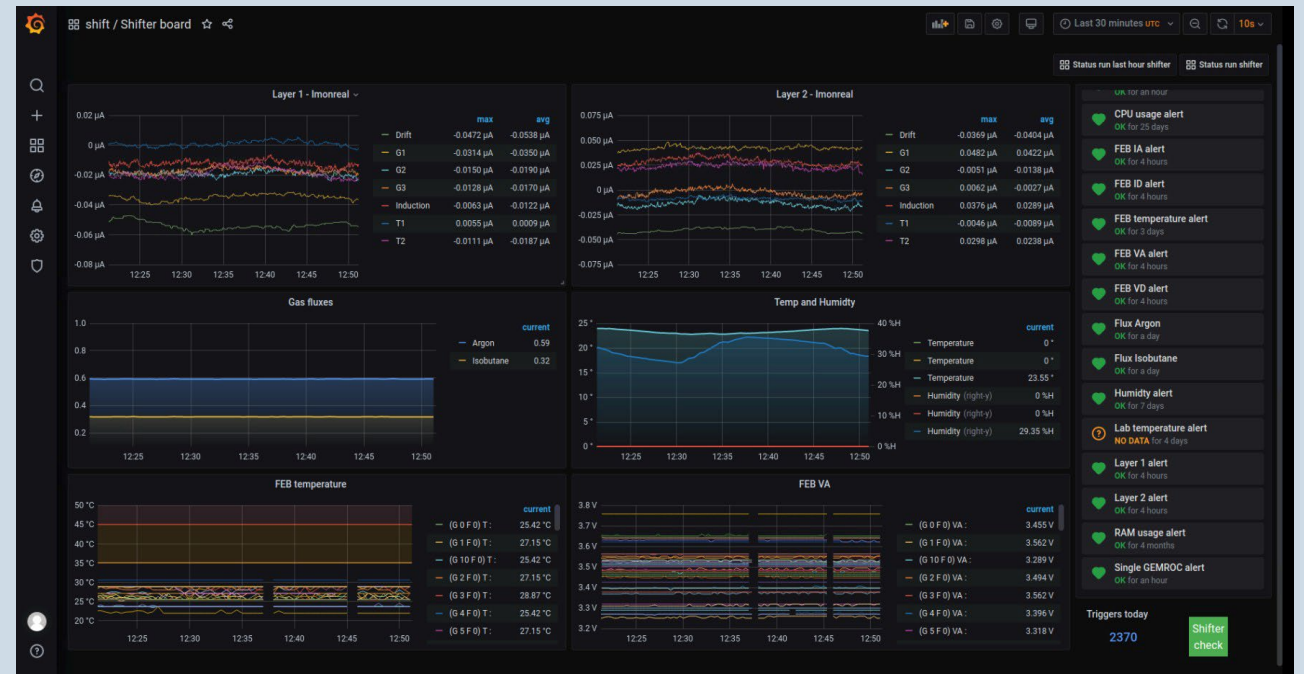 shift / Shifter board
Last 30 minutes UTC
10s
Status run last hour shifter
Status run shifter
Layer 1 - Imonreal
0.02 µA
0 µA
-0.02 µA
-0.04 µA
-0.06 µA
-0.08 µA
12:25 12:30 12:35 12:40 12:45 12:50
max avg
Drift -0.0472 µA -0.0538 µA
G1 -0.0314 µA -0.0350 µA
G2 -0.0150 µA -0.0190 µA
G3 -0.0128 µA -0.0170 µA
Induction -0.0063 µA -0.0122 µA
T1 0.0055 µA 0.0009 µA
T2 -0.0111 µA -0.0187 µA
Layer 2 - Imonreal
0.075 µA
0.050 µA
0.025 µA
0 µA
-0.025 µA
-0.050 µA
-0.075 µA
12:25 12:30 12:35 12:40 12:45 12:50
max avg
Drift -0.0369 µA -0.0404 µA
G1 0.0482 µA 0.0422 µA
G2 -0.0051 µA -0.0138 µA
G3 0.0062 µA -0.0027 µA
Induction 0.0376 µA 0.0289 µA
T1 -0.0046 µA -0.0089 µA
T2 0.0298 µA 0.0238 µA
Gas fluxes
1.0
0.8
0.6
0.4
0.2
12:25 12:30 12:35 12:40 12:45 12:50
current
Argon 0.59
Isobutane 0.32
Temp and Humidty
25 °
20 °
15 °
10 °
5 °
0 °
40 %H
30 %H
20 %H
10 %H
0 %H
12:25 12:30 12:35 12:40 12:45 12:50
current
Temperature 0 °
Temperature 0 °
Temperature 23.55 °
Humidity (right-y) 0 %H
Humidity (right-y) 0 %H
Humidity (right-y) 29.35 %H
FEB temperature
50 °C
45 °C
40 °C
35 °C
30 °C
25 °C
20 °C
12:25 12:30 12:35 12:40 12:45 12:50
current
(G 0 F 0) T : 25.42 °C
(G 1 F 0) T : 27.15 °C
(G 10 F 0) T : 25.42 °C
(G 2 F 0) T : 27.15 °C
(G 3 F 0) T : 28.87 °C
(G 4 F 0) T : 25.42 °C
(G 5 F 0) T : 27.15 °C
FEB VA
3.8 V
3.7 V
3.6 V
3.5 V
3.4 V
3.3 V
3.2 V
12:25 12:30 12:35 12:40 12:45 12:50
current
(G 0 F 0) VA : 3.455 V
(G 1 F 0) VA : 3.562 V
(G 10 F 0) VA : 3.289 V
(G 2 F 0) VA : 3.494 V
(G 3 F 0) VA : 3.562 V
(G 4 F 0) VA : 3.396 V
(G 5 F 0) VA : 3.318 V
OK for an hour
CPU usage alert
OK for 25 days
FEB IA alert
OK for 4 hours
FEB ID alert
OK for 4 hours
FEB temperature alert
OK for 3 days
FEB VA alert
OK for 4 hours
FEB VD alert
OK for 4 hours
Flux Argon
OK for a day
Flux Isobutane
OK for a day
Humidty alert
OK for 7 days
Lab temperature alert
NO DATA for 4 days
Layer 1 alert
OK for 4 hours
Layer 2 alert
OK for 4 hours
RAM usage alert
OK for 4 months
Single GEMROC alert
OK for an hour
Triggers today
2370
Shifter
check